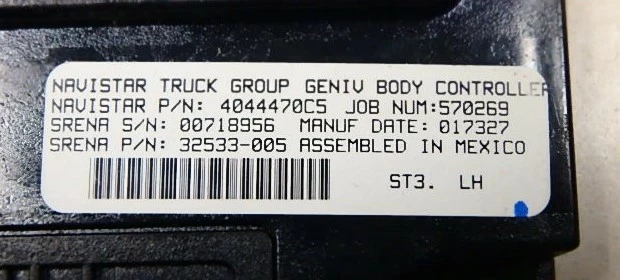 NAVISTAR TRUCK GROUP GENIV BODY CONTROLLER
NAVISTAR P/N: 4044470C5 JOB NUM:570269
SRENA S/N: 00718956 MANUF DATE: 017327
SRENA P/N: 32533-005 ASSEMBLED IN MEXICO
ST3. LH